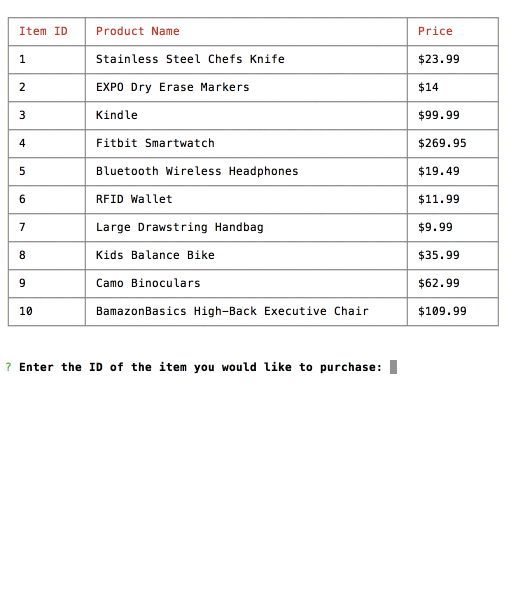 Item ID Product Name Price
1 Stainless Steel Chefs Knife $23.99
2 EXPO Dry Erase Markers $14
3 Kindle $99.99
4 Fitbit Smartwatch $269.95
5 Bluetooth Wireless Headphones $19.49
6 RFID Wallet $11.99
7 Large Drawstring Handbag $9.99
8 Kids Balance Bike $35.99
9 Camo Binoculars $62.99
10 BamazonBasics High-Back Executive Chair $109.99
? Enter the ID of the item you would like to purchase: